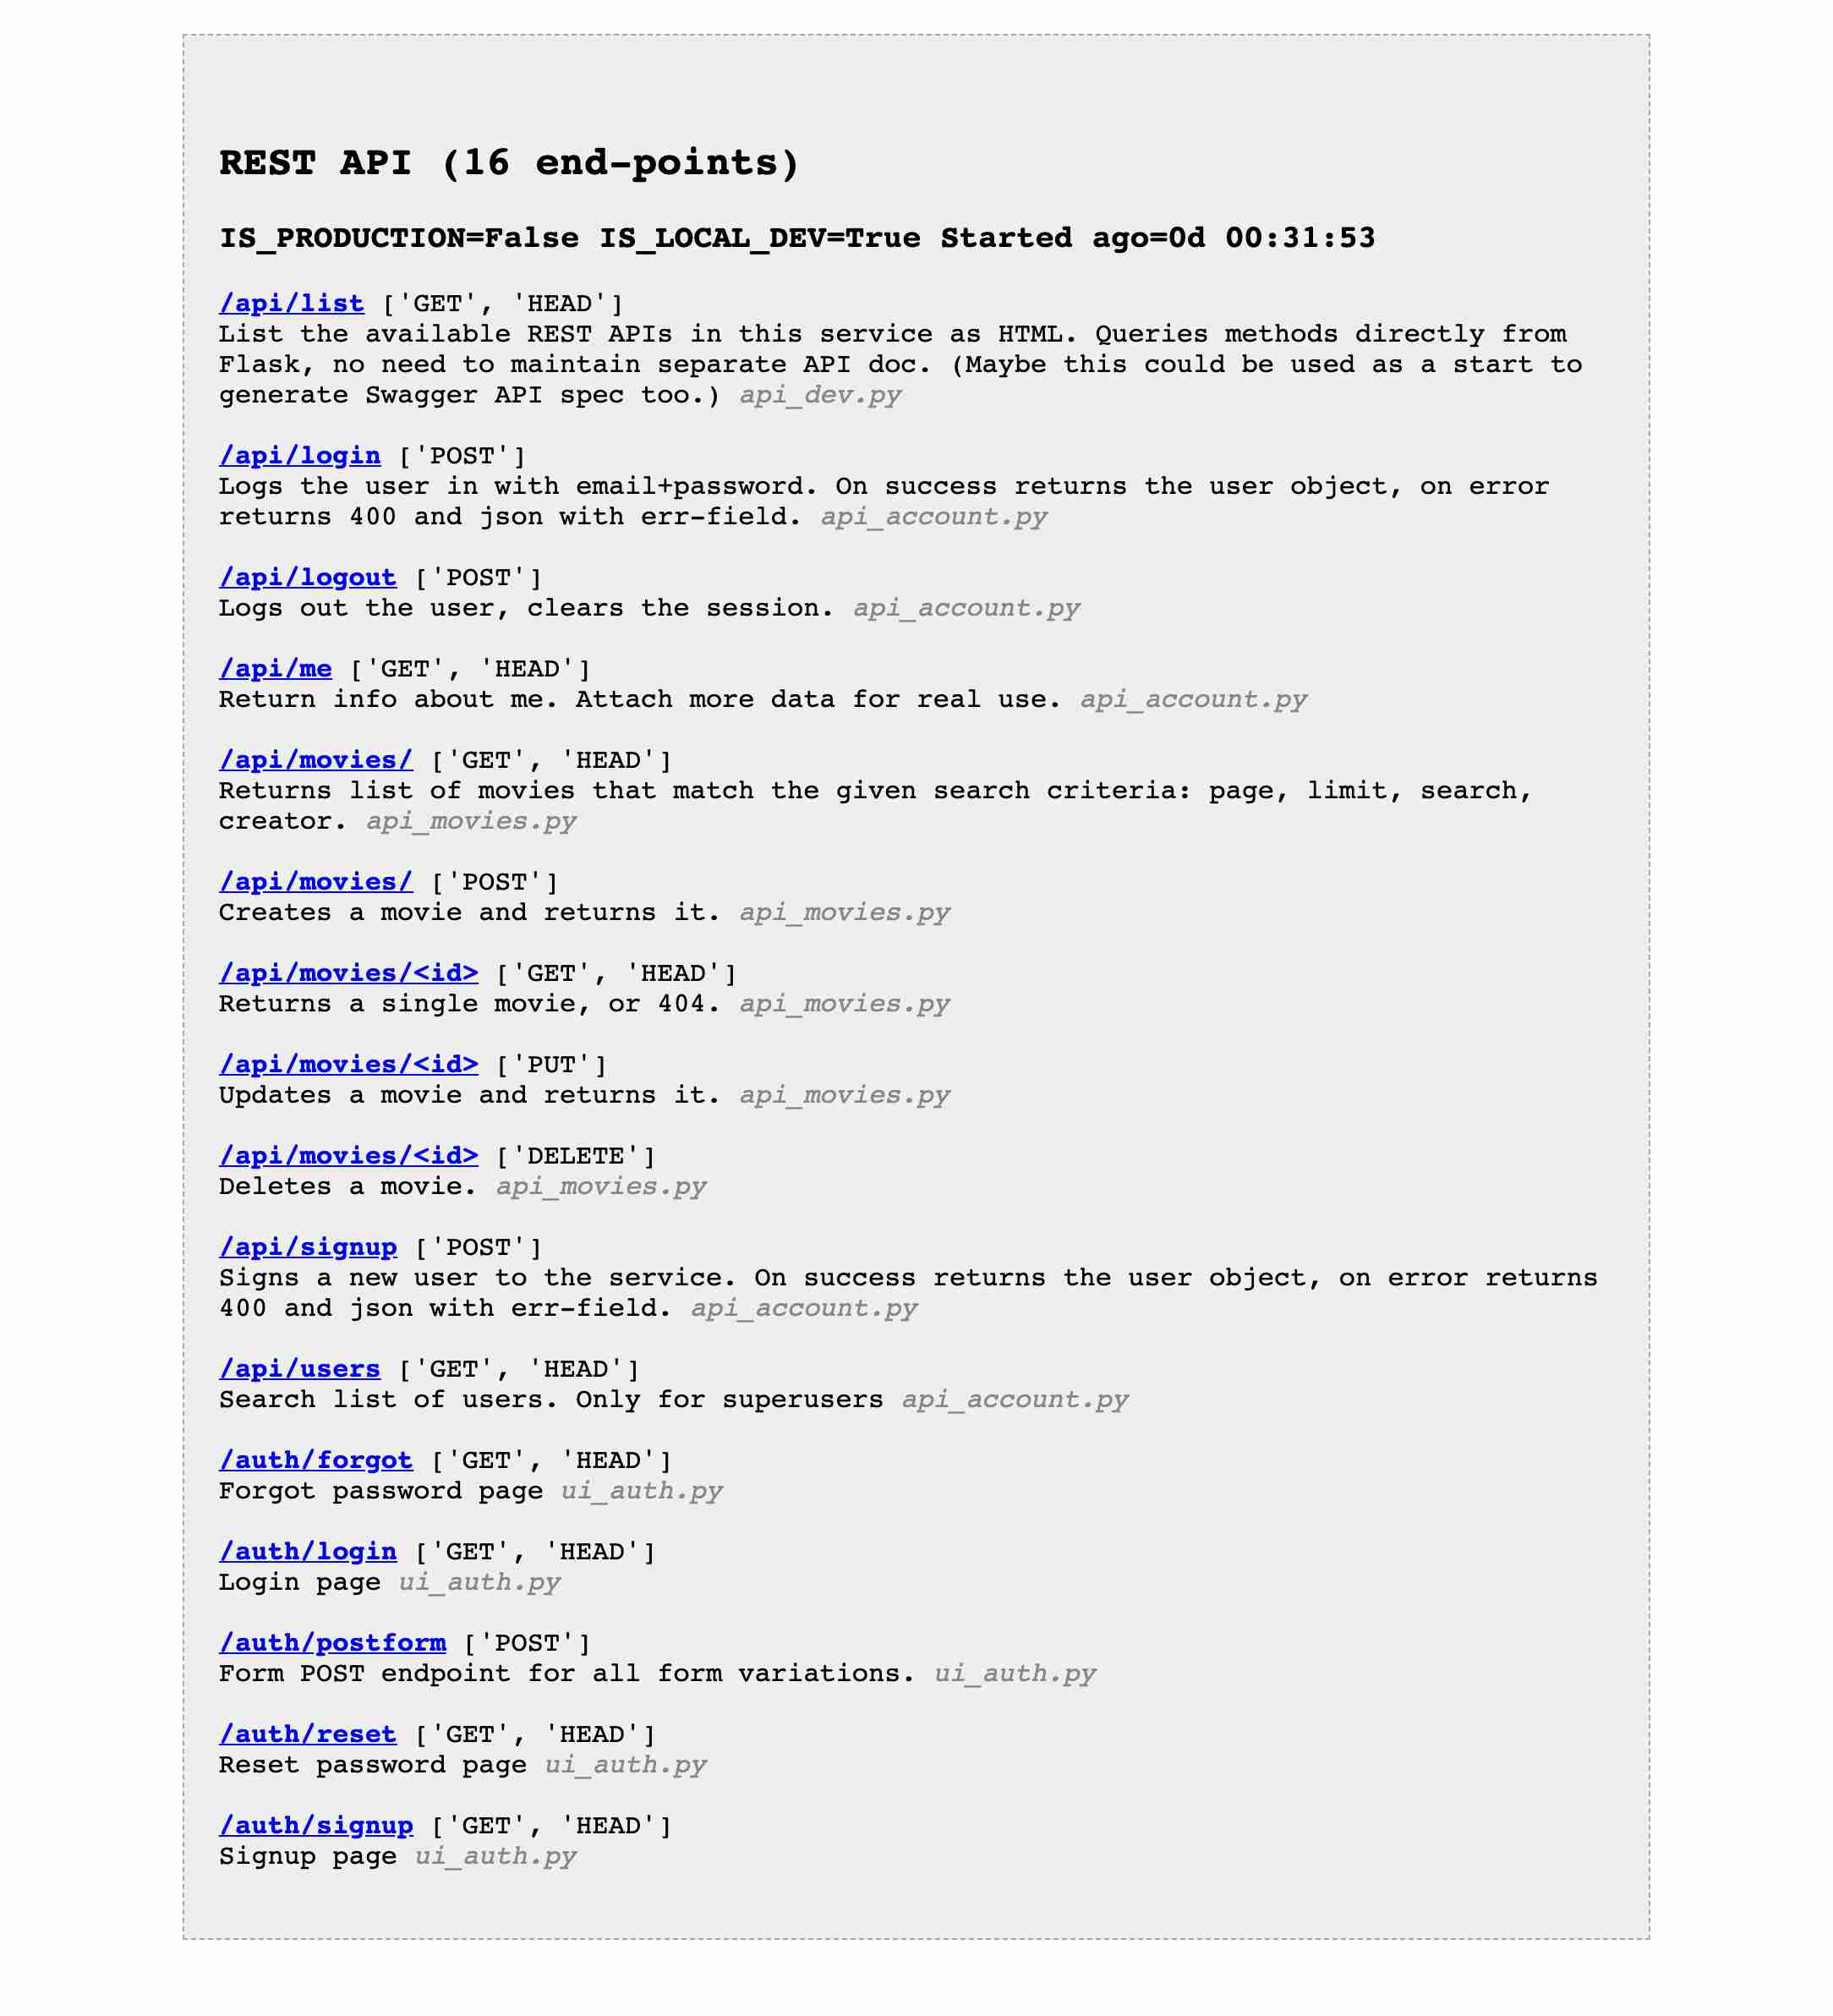 REST API (16 end-points)
IS_PRODUCTION=False IS_LOCAL_DEV=True Started ago=0d 00:31:53
/api/list ['GET', 'HEAD']
List the available REST APIs in this service as HTML. Queries methods directly from
Flask, no need to maintain separate API doc. (Maybe this could be used as a start to
generate Swagger API spec too.) api_dev.py
/api/login ['POST']
Logs the user in with email+password. On success returns the user object, on error
returns 400 and json with err-field. api_account.py
/api/logout ['POST']
Logs out the user, clears the session. api_account.py
/api/me ['GET', 'HEAD']
Return info about me. Attach more data for real use. api_account.py
/api/movies/ ['GET', 'HEAD']
Returns list of movies that match the given search criteria: page, limit, search,
creator. api_movies.py
/api/movies/ ['POST']
Creates a movie and returns it. api_movies.py
/api/movies/<id> ['GET', 'HEAD']
Returns a single movie, or 404. api_movies.py
/api/movies/<id> ['PUT']
Updates a movie and returns it. api_movies.py
/api/movies/<id> ['DELETE']
Deletes a movie. api_movies.py
/api/signup ['POST']
Signs a new user to the service. On success returns the user object, on error returns
400 and json with err-field. api_account.py
/api/users ['GET', 'HEAD']
Search list of users. Only for superusers api_account.py
/auth/forgot ['GET', 'HEAD']
Forgot password page ui_auth.py
/auth/login ['GET', 'HEAD']
Login page ui_auth.py
/auth/postform ['POST']
Form POST endpoint for all form variations. ui_auth.py
/auth/reset ['GET', 'HEAD']
Reset password page ui_auth.py
/auth/signup ['GET', 'HEAD']
Signup page ui_auth.py